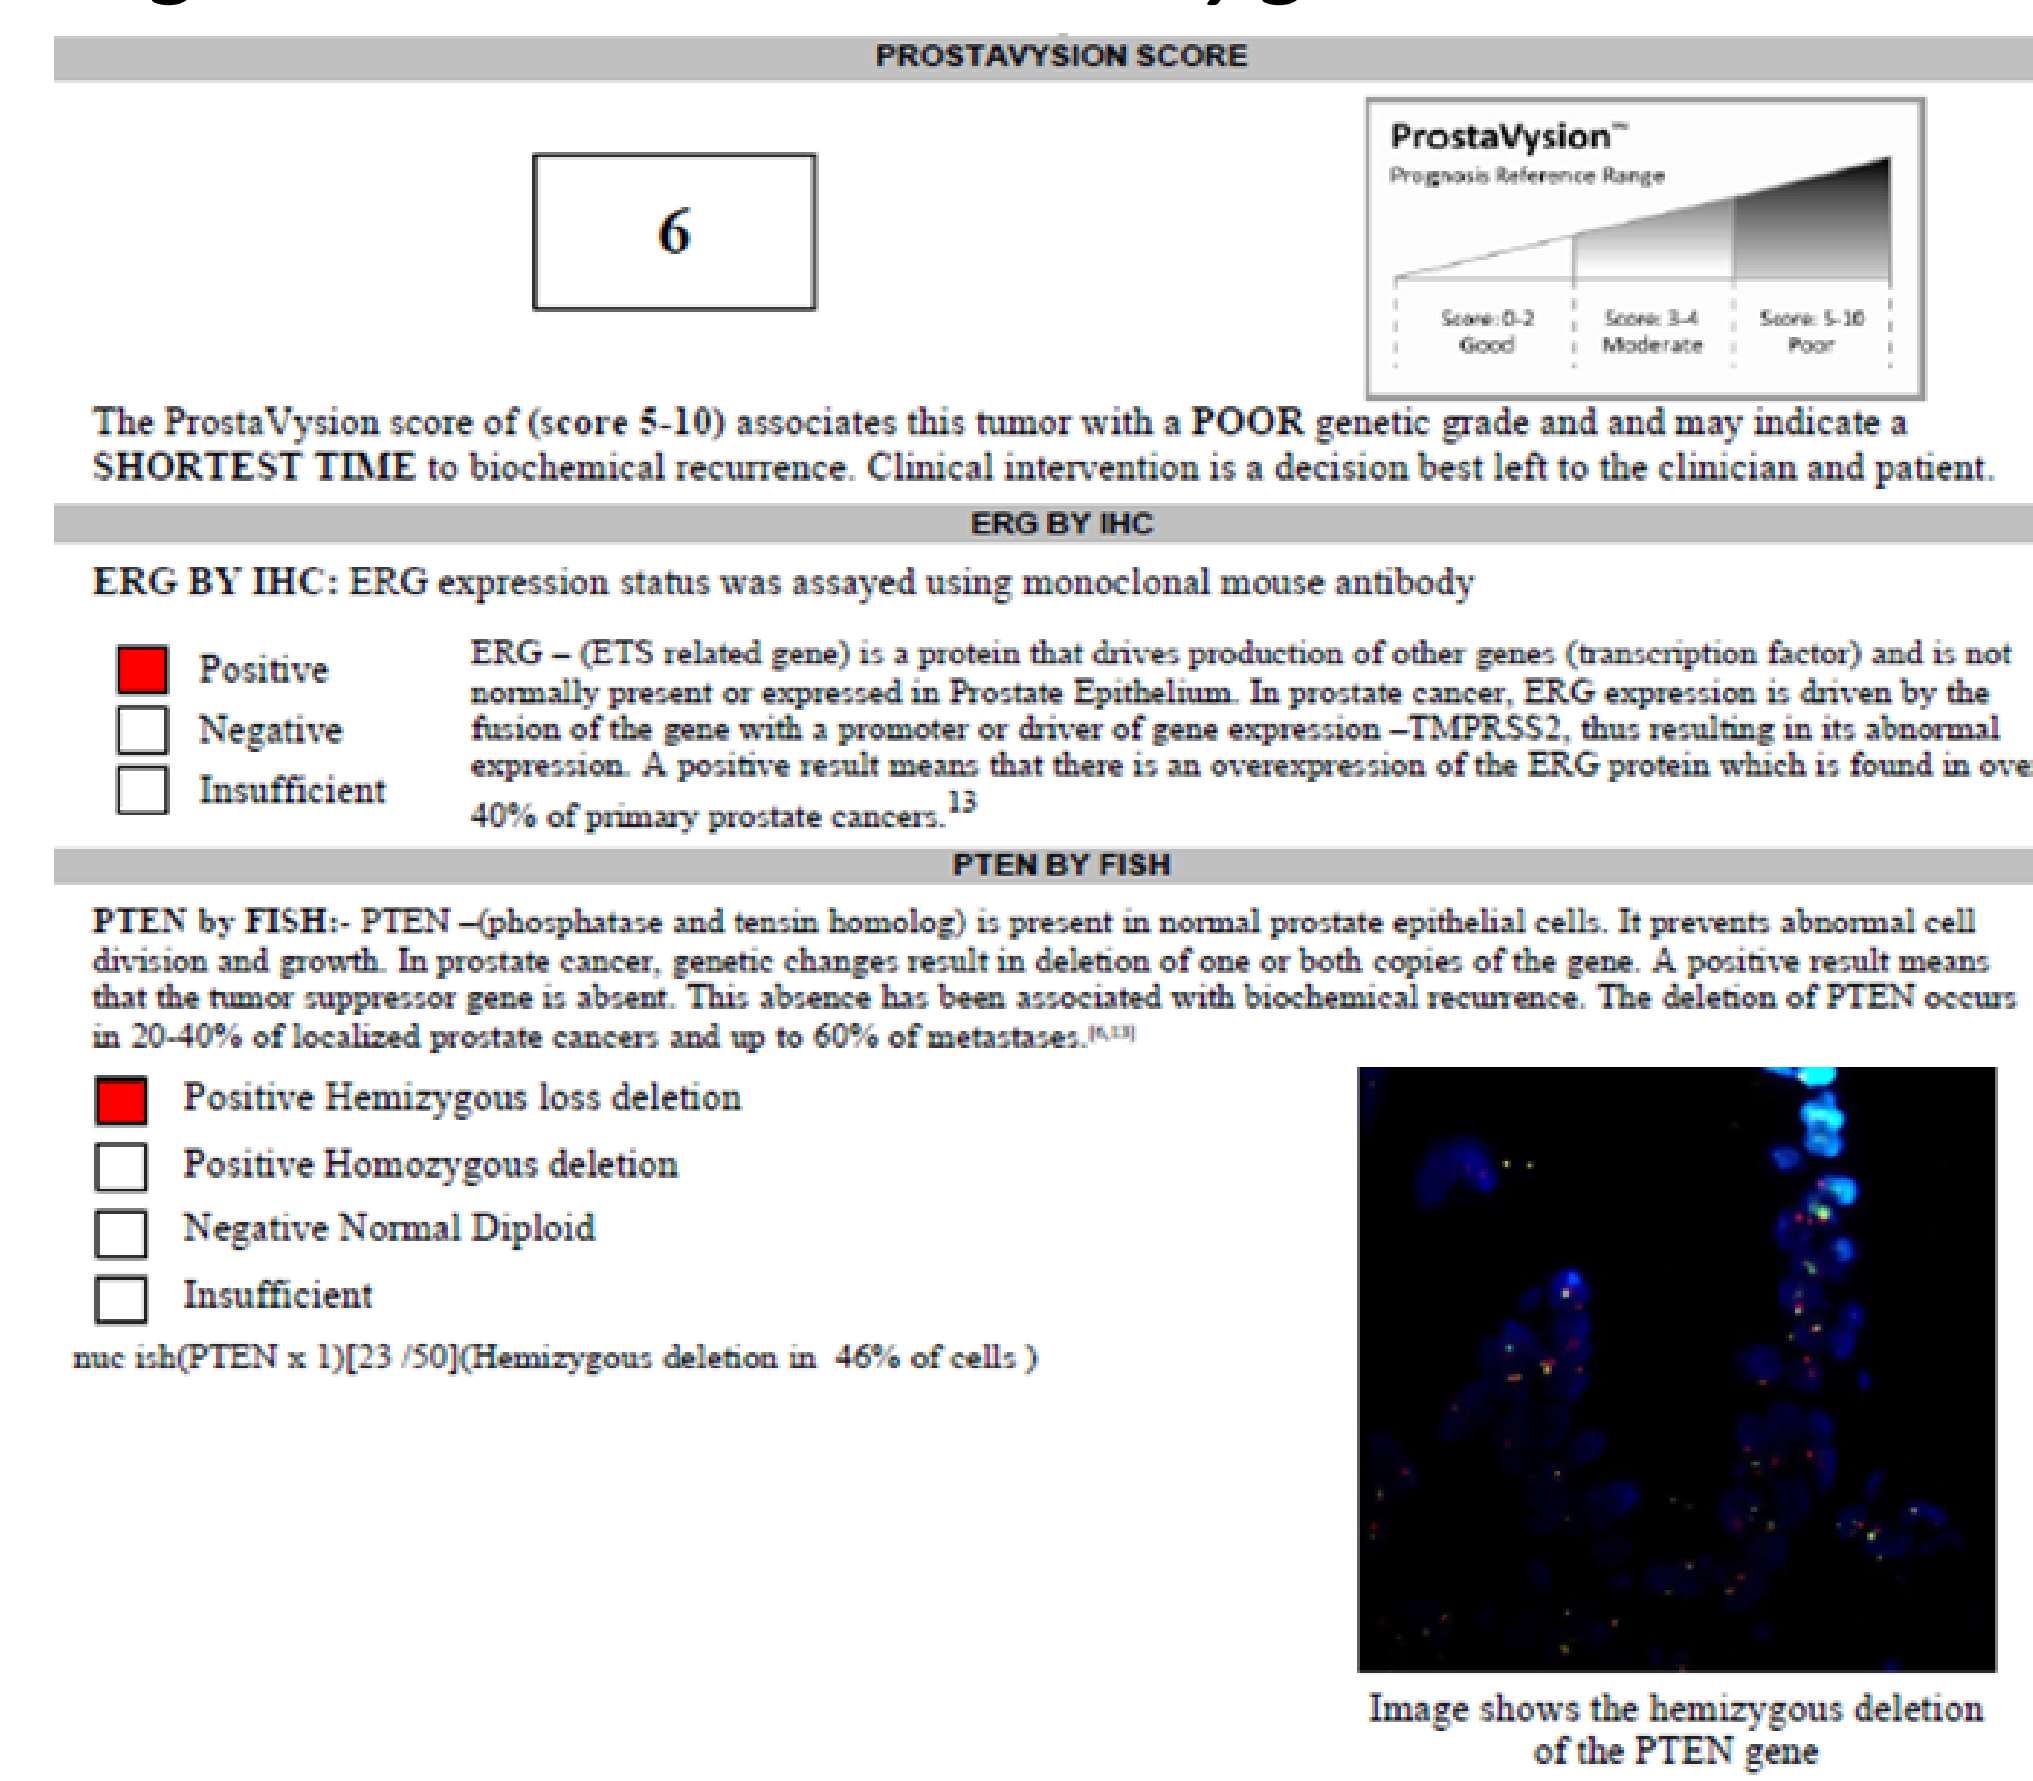 PROSTAVYSION SCORE
6
ProstaVysion™
Prognosis Reference Range
Score: 0-2
Good
Score: 3-4
Moderate
Score: 5-10
Poor
The ProstaVysion score of (score 5-10) associates this tumor with a POOR genetic grade and and may indicate a
SHORTEST TIME to biochemical recurrence. Clinical intervention is a decision best left to the clinician and patient.
ERG BY IHC
ERG BY IHC: ERG expression status was assayed using monoclonal mouse antibody
Positive
Negative
Insufficient
ERG – (ETS related gene) is a protein that drives production of other genes (transcription factor) and is not
normally present or expressed in Prostate Epithelium. In prostate cancer, ERG expression is driven by the
fusion of the gene with a promoter or driver of gene expression –TMPRSS2, thus resulting in its abnormal
expression. A positive result means that there is an overexpression of the ERG protein which is found in ove
40% of primary prostate cancers.13
PTEN BY FISH
PTEN by FISH:- PTEN –(phosphatase and tensin homolog) is present in normal prostate epithelial cells. It prevents abnormal cell
division and growth. In prostate cancer, genetic changes result in deletion of one or both copies of the gene. A positive result means
that the tumor suppressor gene is absent. This absence has been associated with biochemical recurrence. The deletion of PTEN occurs
in 20-40% of localized prostate cancers and up to 60% of metastases.[6,13]
Positive Hemizygous loss deletion
Positive Homozygous deletion
Negative Normal Diploid
Insufficient
nuc ish(PTEN x 1)[23 /50](Hemizygous deletion in 46% of cells )
Image shows the hemizygous deletion
of the PTEN gene